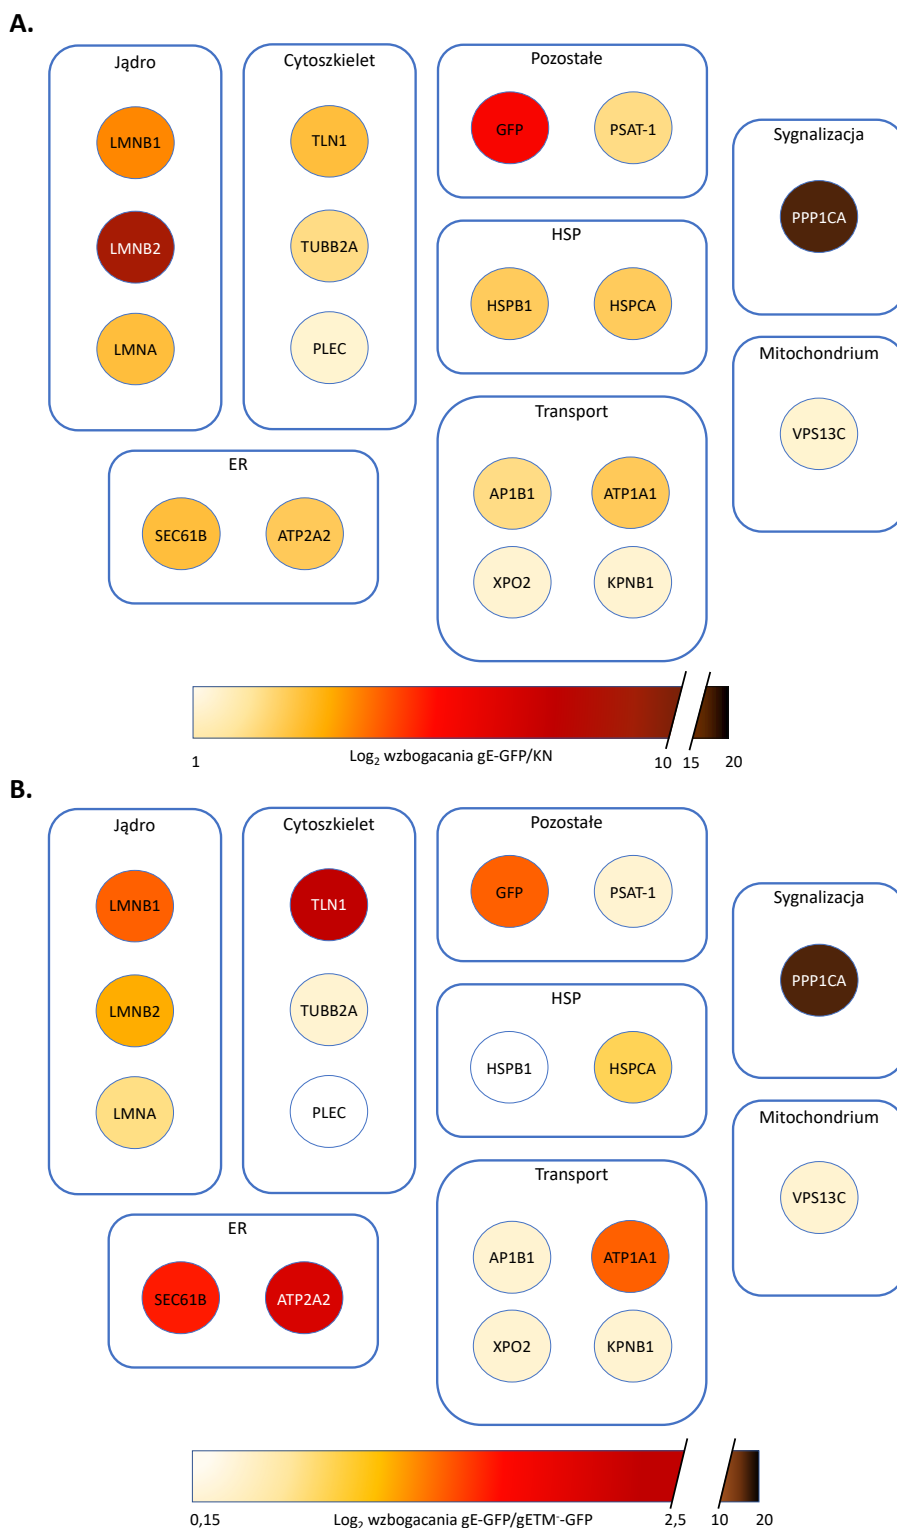 A.
Jądro
LMNB1
LMNB2
LMNA
Cytoszkielet
TLN1
TUBB2A
PLEC
Pozostałe
GFP PSAT-1
HSP
HSPB1 HSPCA
Sygnalizacja
PPP1CA
Mitochondrium
VPS13C
ER
SEC61B ATP2A2
Transport
AP1B1 ATP1A1
XPO2 KPNB1
1 Log₂ wzbogacania gE-GFP/KN 10 15 20
B.
Jądro
LMNB1
LMNB2
LMNA
Cytoszkielet
TLN1
TUBB2A
PLEC
Pozostałe
GFP PSAT-1
HSP
HSPB1 HSPCA
Sygnalizacja
PPP1CA
Mitochondrium
VPS13C
ER
SEC61B ATP2A2
Transport
AP1B1 ATP1A1
XPO2 KPNB1
0,15 Log₂ wzbogacania gE-GFP/gETM⁻-GFP 2,5 10 20